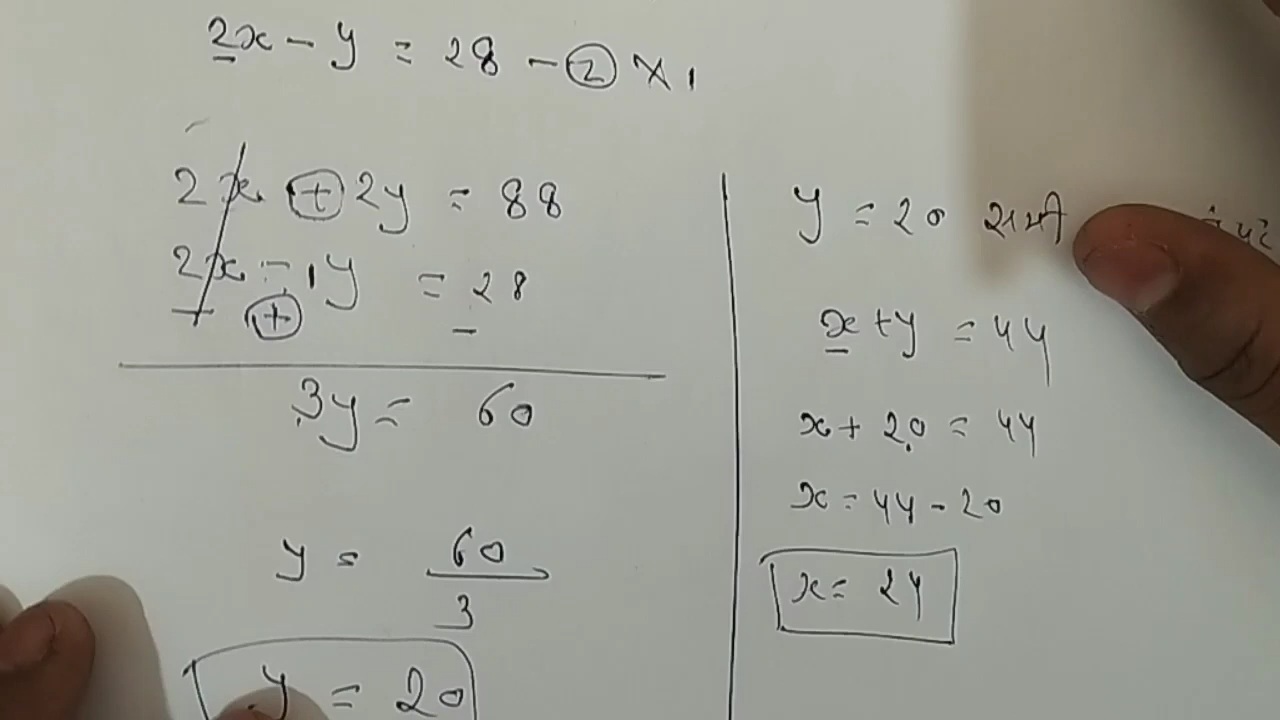 2x - y = 28 - ② × 1
2x + 2y = 88
2x - 1y = 28
- + -
3y = 60
y = 60/3
y = 20
y = 20
x + y = 44
x + 20 = 44
x = 44 - 20
x = 24